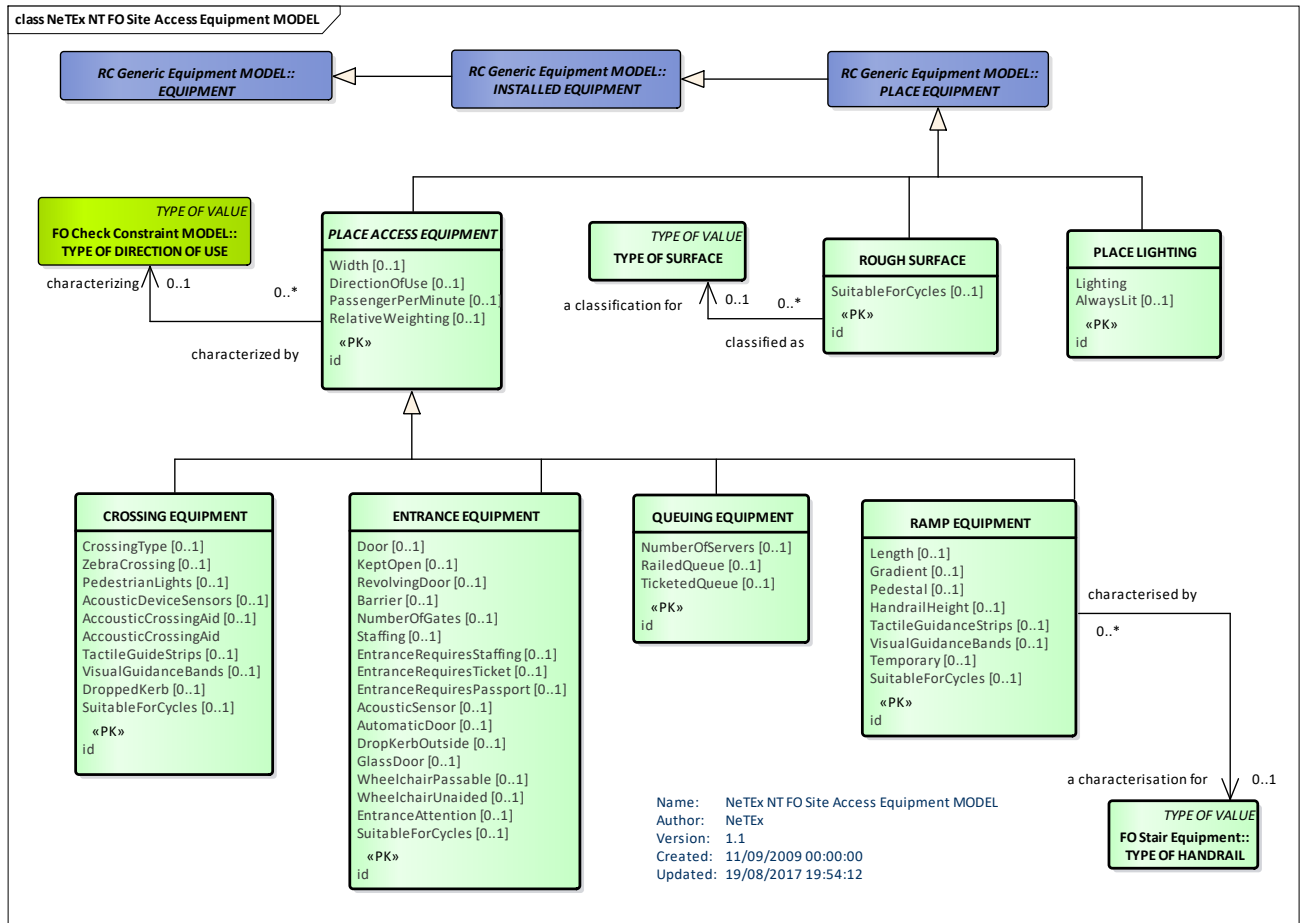 class NeTEx NT FO Site Access Equipment MODEL
RC Generic Equipment MODEL::
EQUIPMENT
RC Generic Equipment MODEL::
INSTALLED EQUIPMENT
RC Generic Equipment MODEL::
PLACE EQUIPMENT
TYPE OF VALUE
FO Check Constraint MODEL::
TYPE OF DIRECTION OF USE
characterizing
0..1
0..*
characterized by
PLACE ACCESS EQUIPMENT
Width [0..1]
DirectionOfUse [0..1]
PassengerPerMinute [0..1]
RelativeWeighting [0..1]
«PK»
id
TYPE OF VALUE
TYPE OF SURFACE
a classification for
0..1
0..*
classified as
ROUGH SURFACE
SuitableForCycles [0..1]
«PK»
id
PLACE LIGHTING
Lighting
AlwaysLit [0..1]
«PK»
id
CROSSING EQUIPMENT
CrossingType [0..1]
ZebraCrossing [0..1]
PedestrianLights [0..1]
AcousticDeviceSensors [0..1]
AccousticCrossingAid [0..1]
AccousticCrossingAid
TactileGuideStrips [0..1]
VisualGuidanceBands [0..1]
DroppedKerb [0..1]
SuitableForCycles [0..1]
«PK»
id
ENTRANCE EQUIPMENT
Door [0..1]
KeptOpen [0..1]
RevolvingDoor [0..1]
Barrier [0..1]
NumberOfGates [0..1]
Staffing [0..1]
EntranceRequiresStaffing [0..1]
EntranceRequiresTicket [0..1]
EntranceRequiresPassport [0..1]
AcousticSensor [0..1]
AutomaticDoor [0..1]
DropKerbOutside [0..1]
GlassDoor [0..1]
WheelchairPassable [0..1]
WheelchairUnaided [0..1]
EntranceAttention [0..1]
SuitableForCycles [0..1]
«PK»
id
QUEUING EQUIPMENT
NumberOfServers [0..1]
RailedQueue [0..1]
TicketedQueue [0..1]
«PK»
id
RAMP EQUIPMENT
Length [0..1]
Gradient [0..1]
Pedestal [0..1]
HandrailHeight [0..1]
TactileGuidanceStrips [0..1]
VisualGuidanceBands [0..1]
Temporary [0..1]
SuitableForCycles [0..1]
«PK»
id
characterised by
0..*
a characterisation for
0..1
TYPE OF VALUE
FO Stair Equipment::
TYPE OF HANDRAIL
Name: NeTEx NT FO Site Access Equipment MODEL
Author: NeTEx
Version: 1.1
Created: 11/09/2009 00:00:00
Updated: 19/08/2017 19:54:12